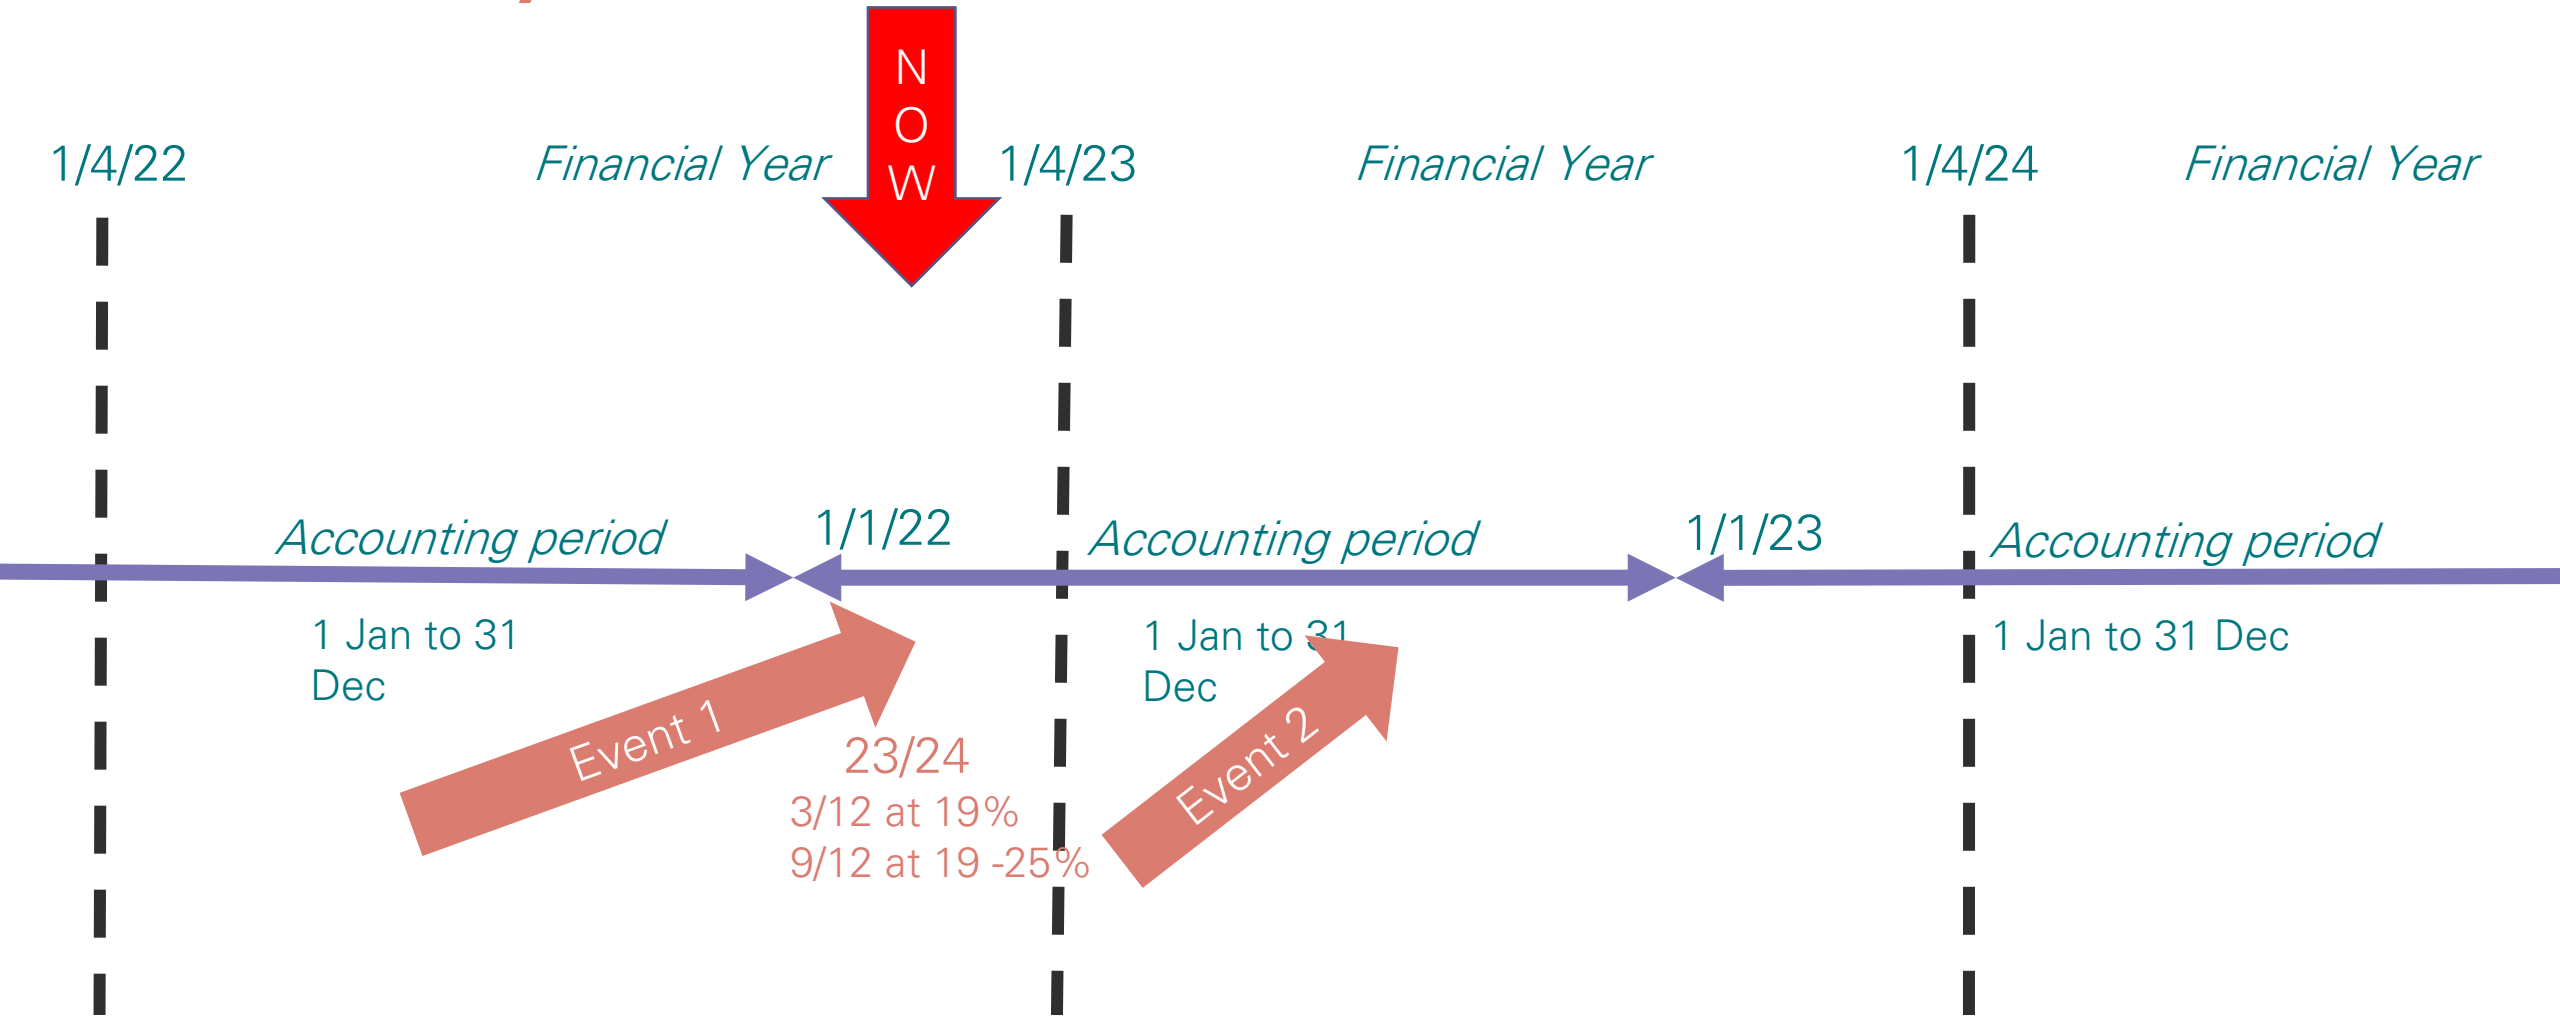 N
O
W
1/4/22
Financial Year
1/4/23
Financial Year
1/4/24
Financial Year
Accounting period
1/1/22
Accounting period
1/1/23
Accounting period
1 Jan to 31
Dec
1 Jan to 31
Dec
1 Jan to 31 Dec
Event 1
Event 2
23/24
3/12 at 19%
9/12 at 19 -25%